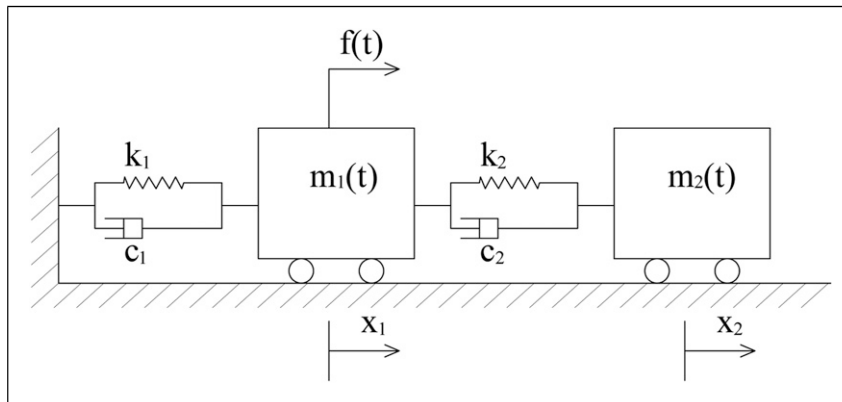 f(t)
k₁
m₁(t)
k₂
m₂(t)
c₁
c₂
x₁
x₂